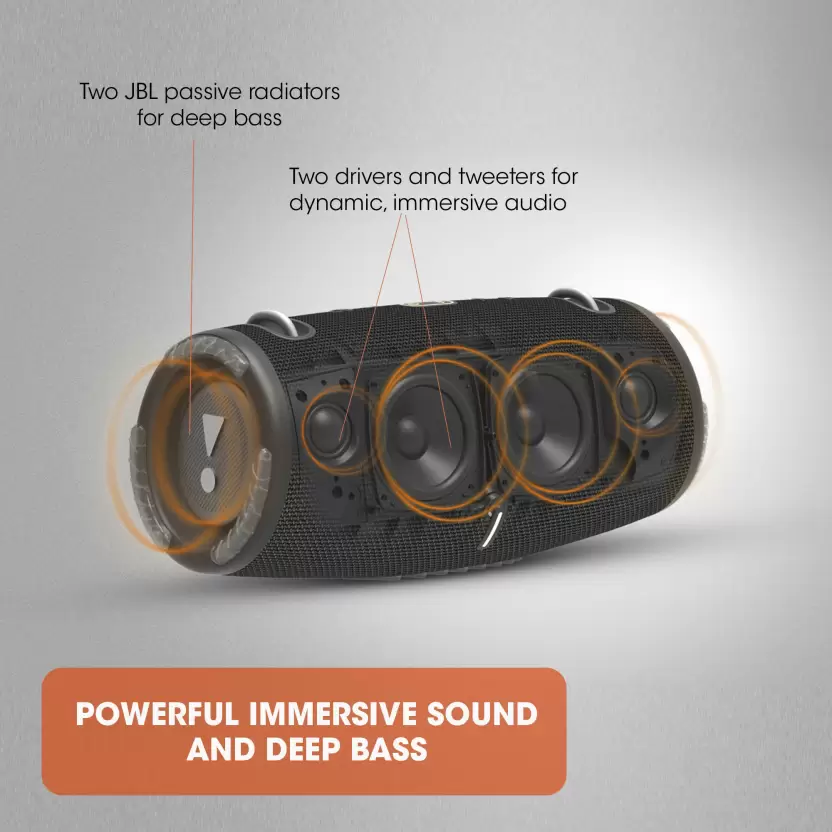 Two JBL passive radiators
for deep bass
Two drivers and tweeters for
dynamic, immersive audio
POWERFUL IMMERSIVE SOUND
AND DEEP BASS